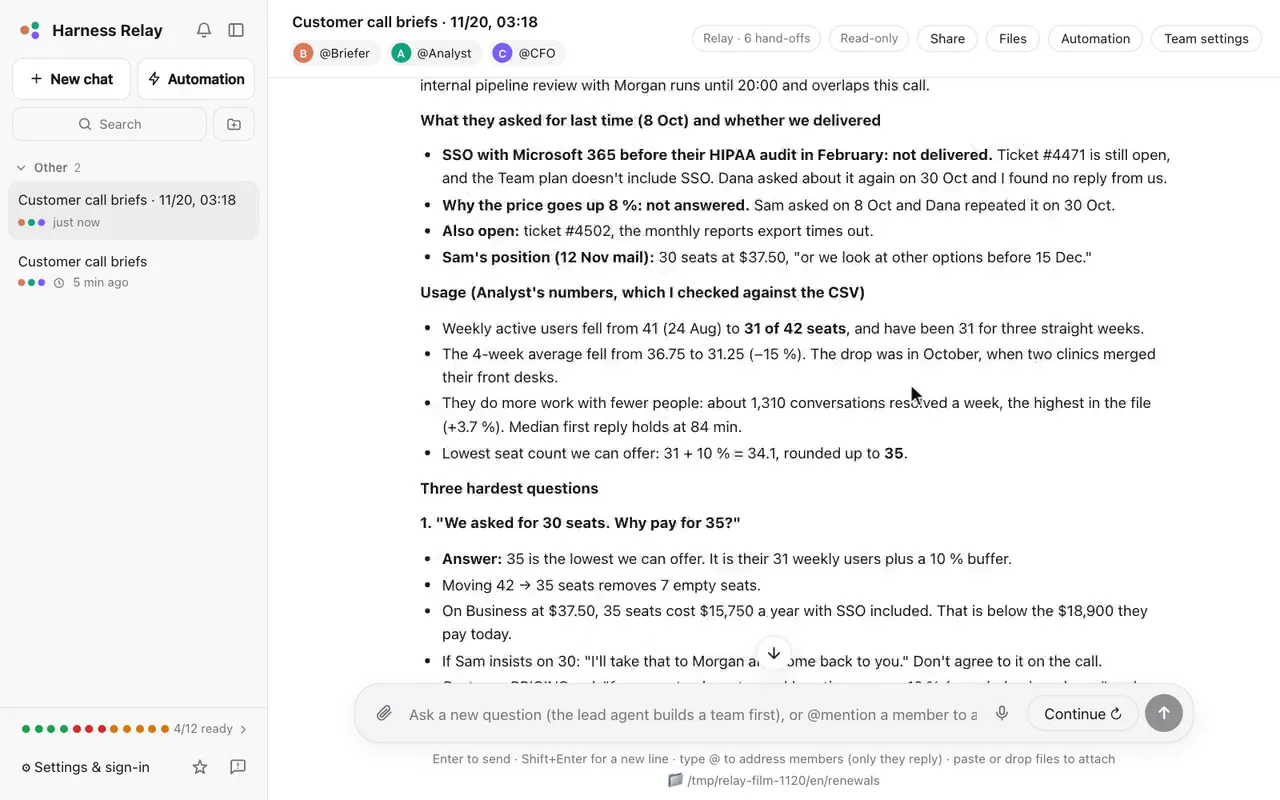 Harness Relay
+ New chat
Automation
Search
Other 2
Customer call briefs · 11/20, 03:18
just now
Customer call briefs
5 min ago
4/12 ready
Settings & sign-in
Customer call briefs · 11/20, 03:18
B @Briefer
A @Analyst
C @CFO
Relay · 6 hand-offs
Read-only
Share
Files
Automation
Team settings
internal pipeline review with Morgan runs until 20:00 and overlaps this call.
What they asked for last time (8 Oct) and whether we delivered
• SSO with Microsoft 365 before their HIPAA audit in February: not delivered. Ticket #4471 is still open,
and the Team plan doesn't include SSO. Dana asked about it again on 30 Oct and I found no reply from us.
• Why the price goes up 8 %: not answered. Sam asked on 8 Oct and Dana repeated it on 30 Oct.
• Also open: ticket #4502, the monthly reports export times out.
• Sam's position (12 Nov mail): 30 seats at $37.50, "or we look at other options before 15 Dec."
Usage (Analyst's numbers, which I checked against the CSV)
• Weekly active users fell from 41 (24 Aug) to 31 of 42 seats, and have been 31 for three straight weeks.
• The 4-week average fell from 36.75 to 31.25 (−15 %). The drop was in October, when two clinics merged
their front desks.
• They do more work with fewer people: about 1,310 conversations resolved a week, the highest in the file
(+3.7 %). Median first reply holds at 84 min.
• Lowest seat count we can offer: 31 + 10 % = 34.1, rounded up to 35.
Three hardest questions
1. "We asked for 30 seats. Why pay for 35?"
• Answer: 35 is the lowest we can offer. It is their 31 weekly users plus a 10 % buffer.
• Moving 42 → 35 seats removes 7 empty seats.
• On Business at $37.50, 35 seats cost $15,750 a year with SSO included. That is below the $18,900 they
pay today.
• If Sam insists on 30: "I'll take that to Morgan a ome back to you." Don't agree to it on the call.
Ask a new question (the lead agent builds a team first), or @mention a member to a
Continue
Enter to send · Shift+Enter for a new line · type @ to address members (only they reply) · paste or drop files to attach
/tmp/relay-film-1120/en/renewals